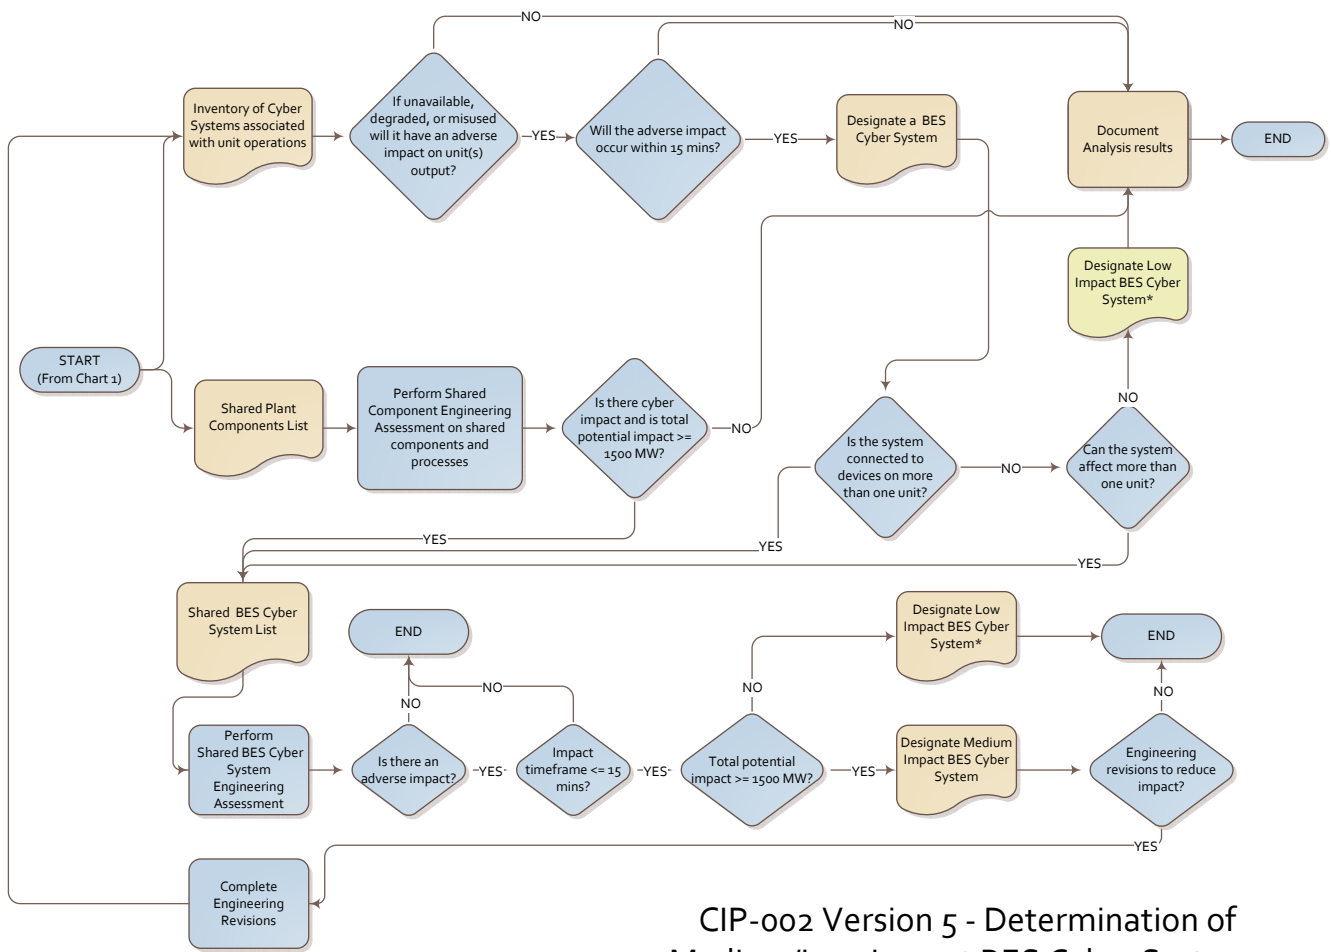 NO
NO
Inventory of Cyber
Systems associated
with unit operations
If unavailable,
degraded, or misused
will it have an adverse
impact on unit(s)
output?
YES
Will the adverse impact
occur within 15 mins?
YES
Designate a BES
Cyber System
Document
Analysis results
END
Designate Low
Impact BES Cyber
System*
START
(From Chart 1)
Shared Plant
Components List
Perform Shared
Component Engineering
Assessment on shared
components and
processes
Is there cyber
impact and is total
potential impact >=
1500 MW?
NO
Is the system
connected to
devices on more
than one unit?
NO
NO
Can the system
affect more than
one unit?
YES
YES
YES
Shared BES Cyber
System List
END
Designate Low
Impact BES Cyber
System*
END
NO
NO
NO
NO
Perform
Shared BES Cyber
System
Engineering
Assessment
Is there an
adverse impact?
YES
Impact
timeframe <= 15
mins?
YES
Total potential
impact >= 1500 MW?
YES
Designate Medium
Impact BES Cyber
System
Engineering
revisions to reduce
impact?
YES
Complete
Engineering
Revisions
CIP-002 Version 5 - Determination of